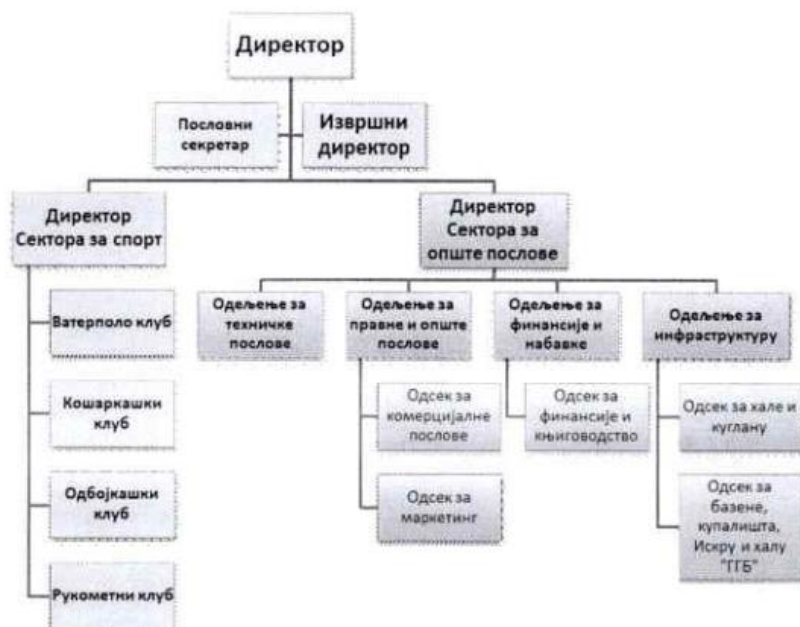 Директор
Пословни
секретар
Извршни
директор
Директор
Сектора за спорт
Директор
Сектора за
опште послове
Ватерполо клуб
Кошаркашки
клуб
Одбојкашки
клуб
Рукометни клуб
Одељење за
техничке
послове
Одељење за
правне и опште
послове
Одељење за
финансије и
набавке
Одељење за
инфраструктуру
Одсек за
комерцијалне
послове
Одсек за
маркетинг
Одсек за
финансије и
књиговодство
Одсек за хале и
куглану
Одсек за
базене,
купалишта,
Искру и халу
"ГГБ"